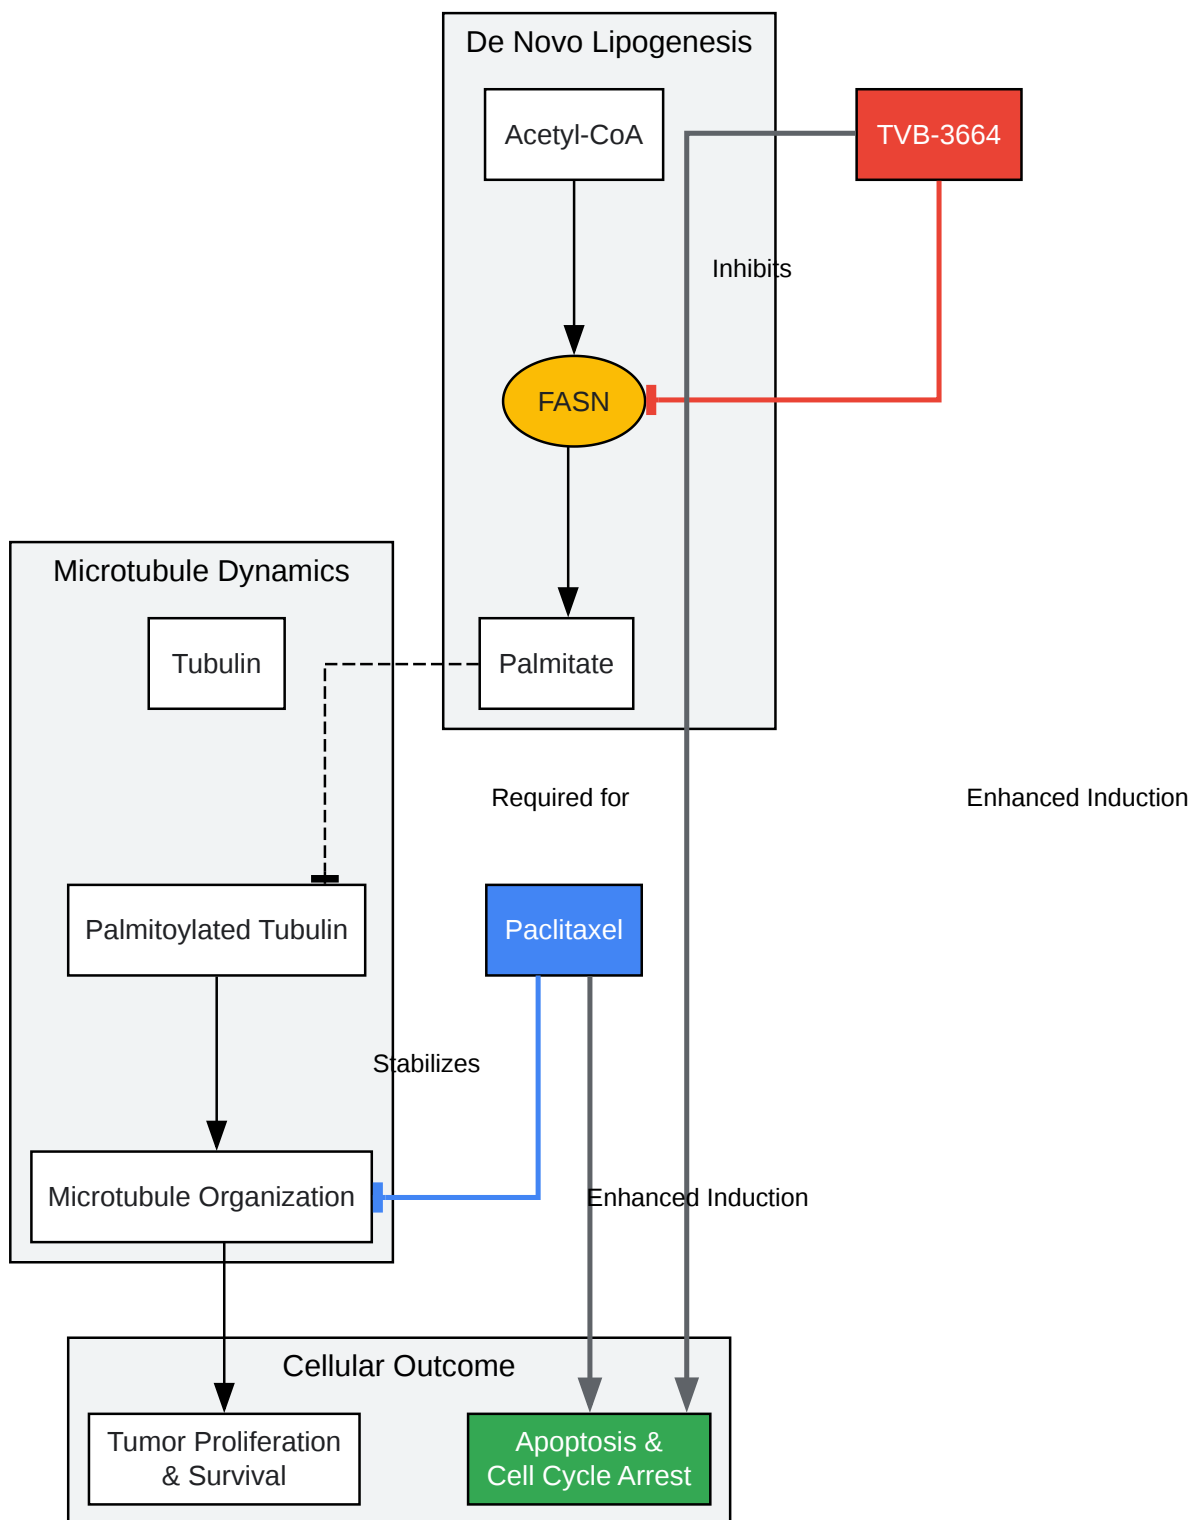 De Novo Lipogenesis
Acetyl-CoA
TVB-3664
Inhibits
FASN
Microtubule Dynamics
Tubulin
Palmitate
Required for
Enhanced Induction
Palmitoylated Tubulin
Paclitaxel
Stabilizes
Microtubule Organization
Enhanced Induction
Cellular Outcome
Tumor Proliferation
& Survival
Apoptosis &
Cell Cycle Arrest